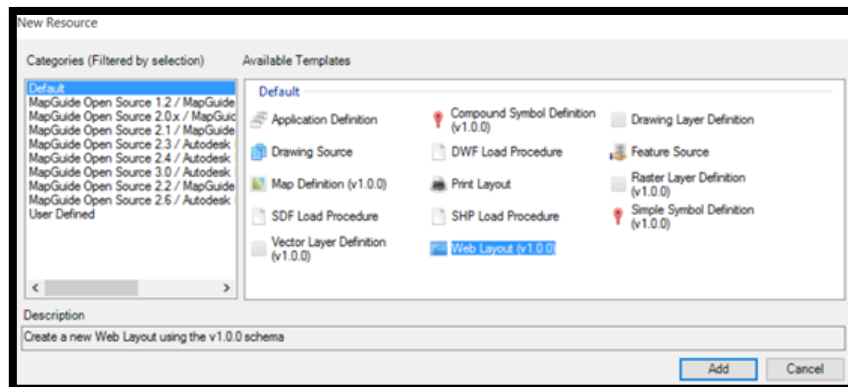 New Resource
Categories (Filtered by selection)
Available Templates
Default
MapGuide Open Source 1.2 / MapGuide
MapGuide Open Source 2.0.x / MapGuid
MapGuide Open Source 2.1 / MapGuide
MapGuide Open Source 2.3 / Autodesk
MapGuide Open Source 2.4 / Autodesk
MapGuide Open Source 3.0 / Autodesk
MapGuide Open Source 2.2 / MapGuide
MapGuide Open Source 2.6 / Autodesk
User Defined
Default
Application Definition
Compound Symbol Definition
(v1.0.0)
Drawing Layer Definition
Drawing Source
DWF Load Procedure
Feature Source
Map Definition (v1.0.0)
Print Layout
Raster Layer Definition
(v1.0.0)
SDF Load Procedure
SHP Load Procedure
Simple Symbol Definition
(v1.0.0)
Vector Layer Definition
(v1.0.0)
Web Layout (v1.0.0)
Description
Create a new Web Layout using the v1.0.0 schema
Add
Cancel